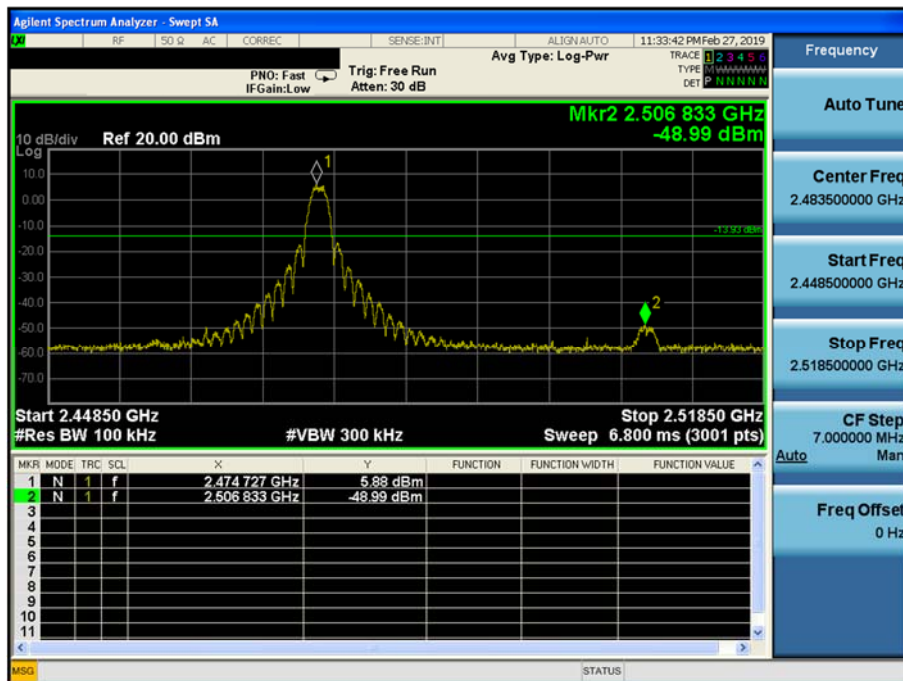 Agilent Spectrum Analyzer - Swept SA
LXI RF 50 Ω AC CORREC SENSE:INT ALIGN AUTO 11:33:42 PM Feb 27, 2019
Frequency
Avg Type: Log-Pwr
TRACE 1 2 3 4 5 6
PNO: Fast
Trig: Free Run
TYPE M W W W W W
IFGain:Low
Atten: 30 dB
DET P N N N N N
Auto Tune
Mkr2 2.506 833 GHz
-48.99 dBm
10 dB/div Ref 20.00 dBm
Log
10.0
0.00
-10.0
-20.0
-30.0
-40.0
-50.0
-60.0
-70.0
1
-13.93 dBm
2
Start 2.44850 GHz Stop 2.51850 GHz
#Res BW 100 kHz #VBW 300 kHz Sweep 6.800 ms (3001 pts)
Center Freq
2.483500000 GHz
Start Freq
2.448500000 GHz
Stop Freq
2.518500000 GHz
CF Step
7.000000 MHz
Auto Man
Freq Offset
0 Hz
MKR MODE TRC SCL X Y FUNCTION FUNCTION WIDTH FUNCTION VALUE
1 N 1 f 2.474 727 GHz 5.88 dBm
2 N 1 f 2.506 833 GHz -48.99 dBm
3
4
5
6
7
8
9
10
11
MSG STATUS